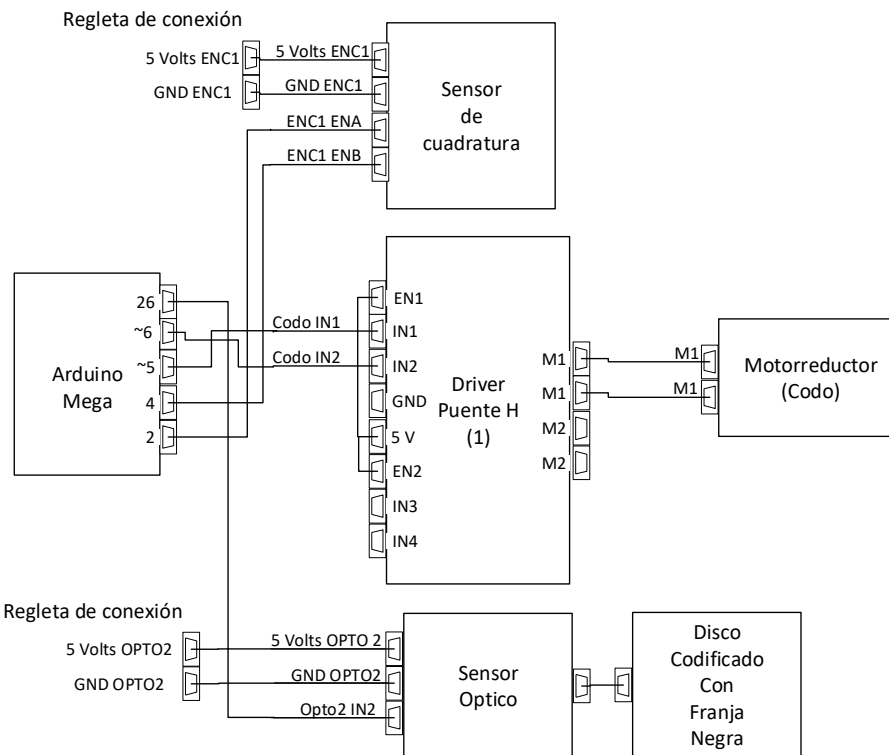 Regleta de conexión
5 Volts ENC1
GND ENC1
5 Volts ENC1
GND ENC1
ENC1 ENA
ENC1 ENB
Sensor
de
cuadratura
26
~6
~5
4
2
Arduino
Mega
Codo IN1
Codo IN2
EN1
IN1
IN2
GND
5 V
EN2
IN3
IN4
Driver
Puente H
(1)
M1
M1
M2
M2
M1
M1
Motorreductor
(Codo)
Regleta de conexión
5 Volts OPTO2
GND OPTO2
5 Volts OPTO 2
GND OPTO2
Opto2 IN2
Sensor
Optico
Disco
Codificado
Con
Franja
Negra